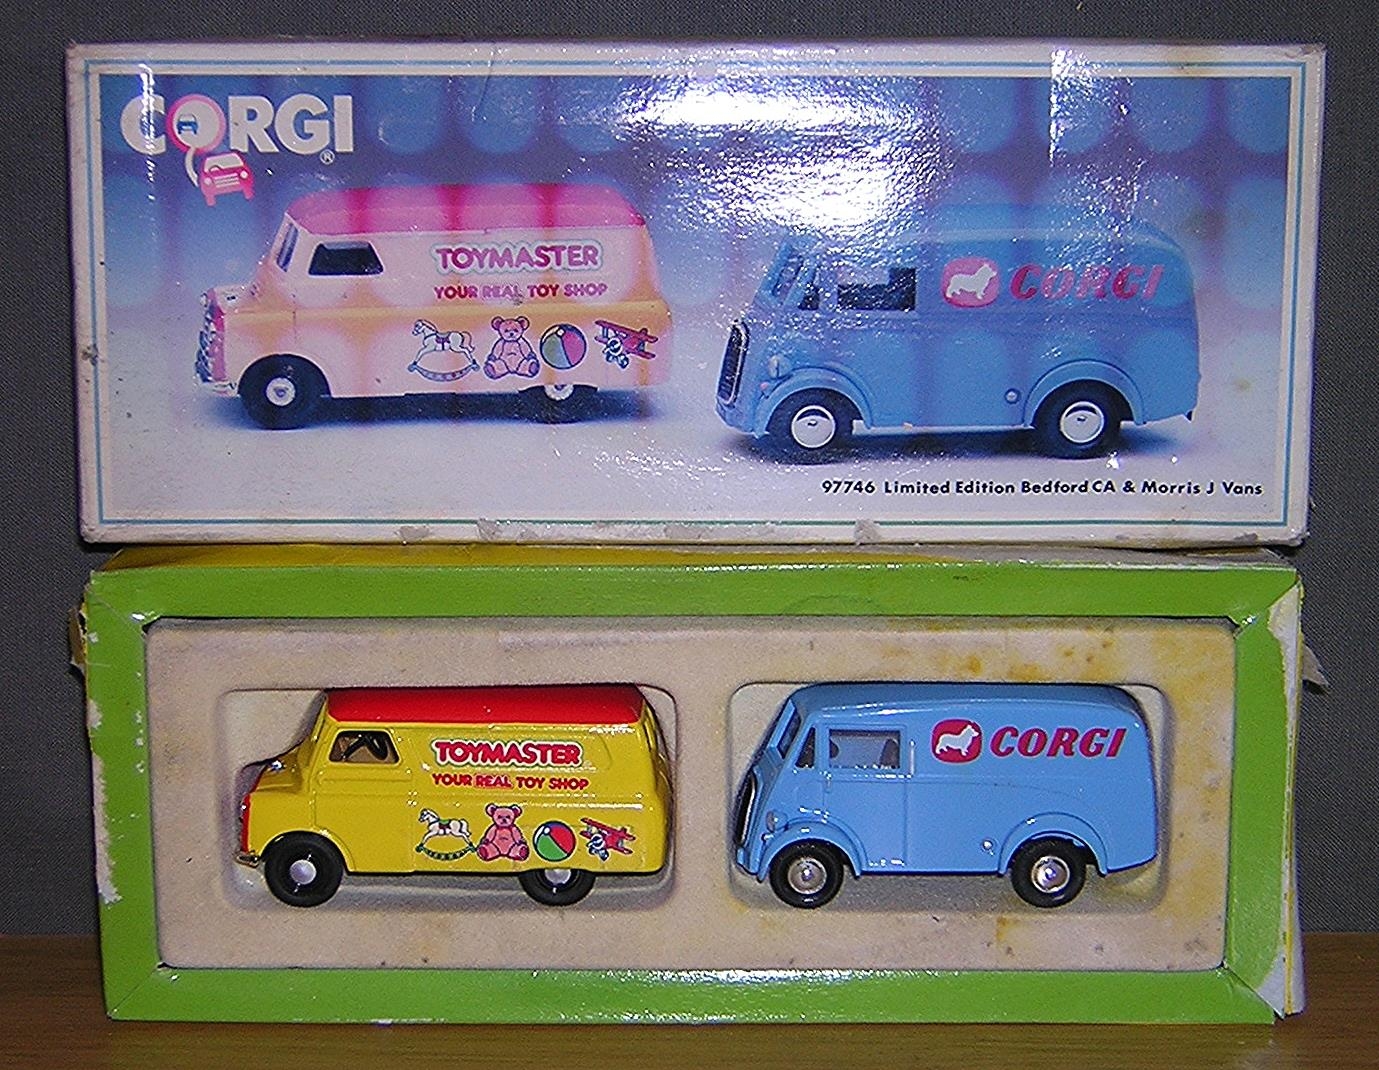 CORGI®
TOYMASTER
YOUR REAL TOY SHOP
CORGI
97746 Limited Edition Bedford CA & Morris J Vans
TOYMASTER
YOUR REAL TOY SHOP
CORGI